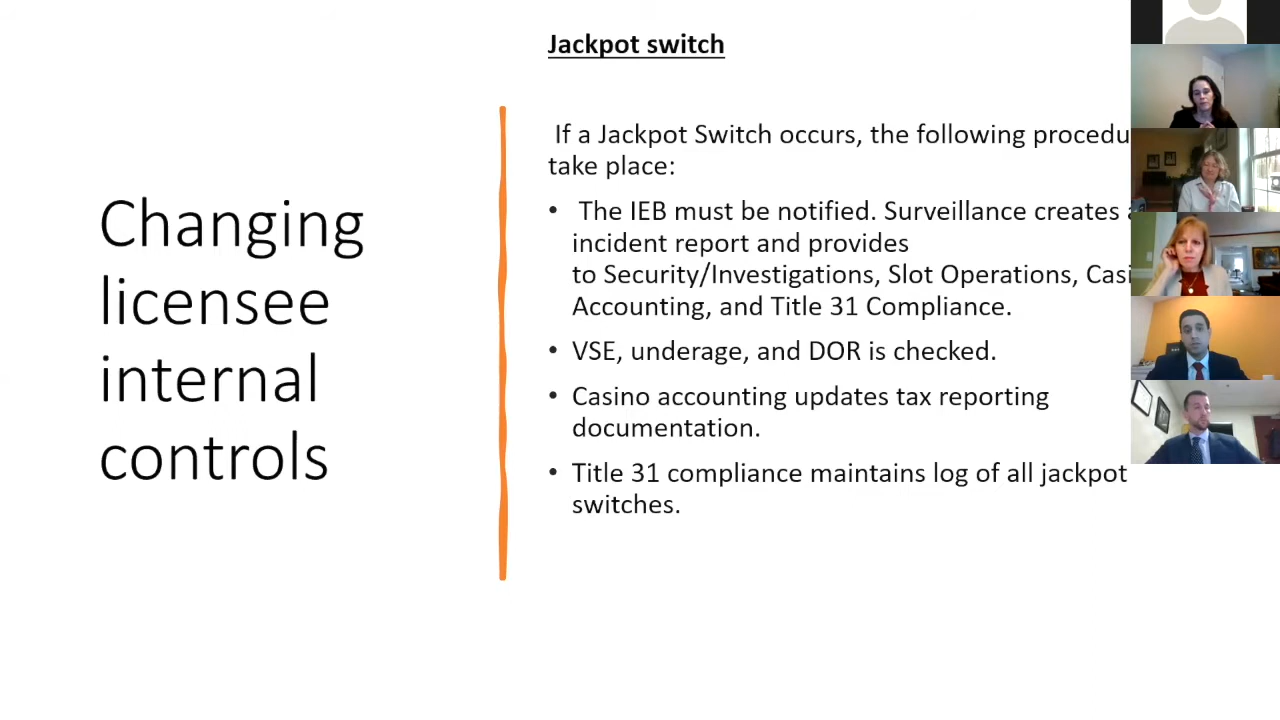 Jackpot switch
Changing
licensee
internal
controls
If a Jackpot Switch occurs, the following
take place:
• The IEB must be notified. Surveillance creates
incident report and provides
to Security/Investigations, Slot Operations,
Accounting, and Title 31 Compliance.
• VSE, underage, and DOR is checked.
• Casino accounting updates tax reporting
documentation.
• Title 31 compliance maintains log of all jackpot
switches.